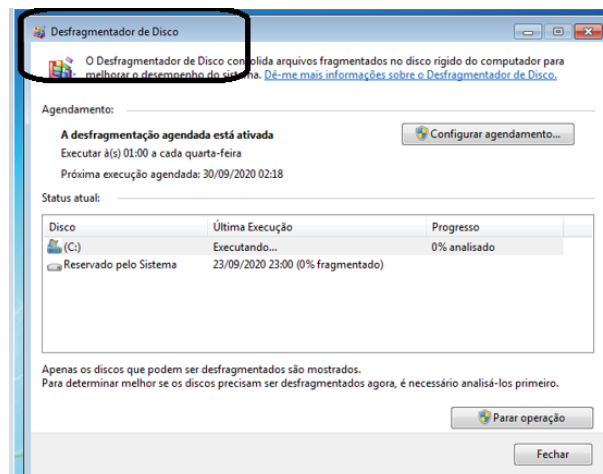 Desfragmentador de Disco
O Desfragmentador de Disco consolida arquivos fragmentados no disco rígido do computador para
melhorar o desempenho do sistema. Dê-me mais informações sobre o Desfragmentador de Disco.
Agendamento:
A desfragmentação agendada está ativada
Configurar agendamento...
Executar à(s) 01:00 a cada quarta-feira
Próxima execução agendada: 30/09/2020 02:18
Status atual:
Disco Última Execução Progresso
(C:) Executando... 0% analisado
Reservado pelo Sistema 23/09/2020 23:00 (0% fragmentado)
Apenas os discos que podem ser desfragmentados são mostrados.
Para determinar melhor se os discos precisam ser desfragmentados agora, é necessário analisá-los primeiro.
Parar operação
Fechar